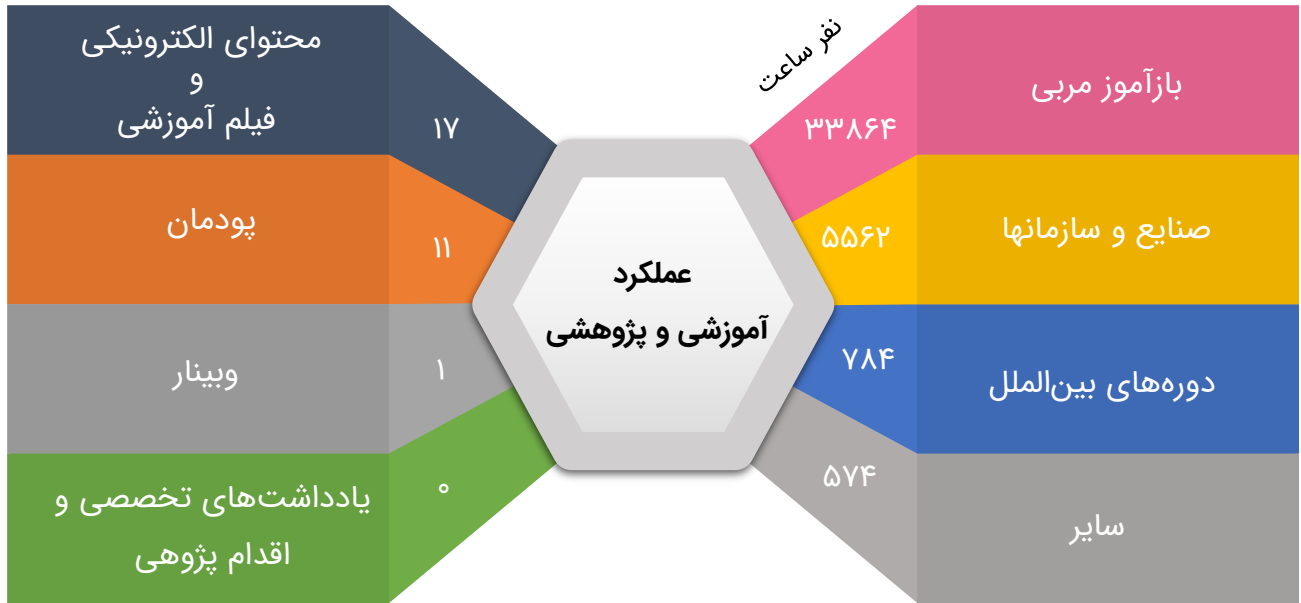 نفر ساعت
بازآموز مربی
۳۳۸۶۴
صنایع و سازمانها
۵۵۶۲
دوره‌های بین‌الملل
۷۸۴
سایر
۵۷۴
عملکرد
آموزشی و پژوهشی
محتوای الکترونیکی
و
فیلم آموزشی
۱۷
پودمان
۱۱
وبینار
۱
یادداشت‌های تخصصی و
اقدام پژوهی
۰